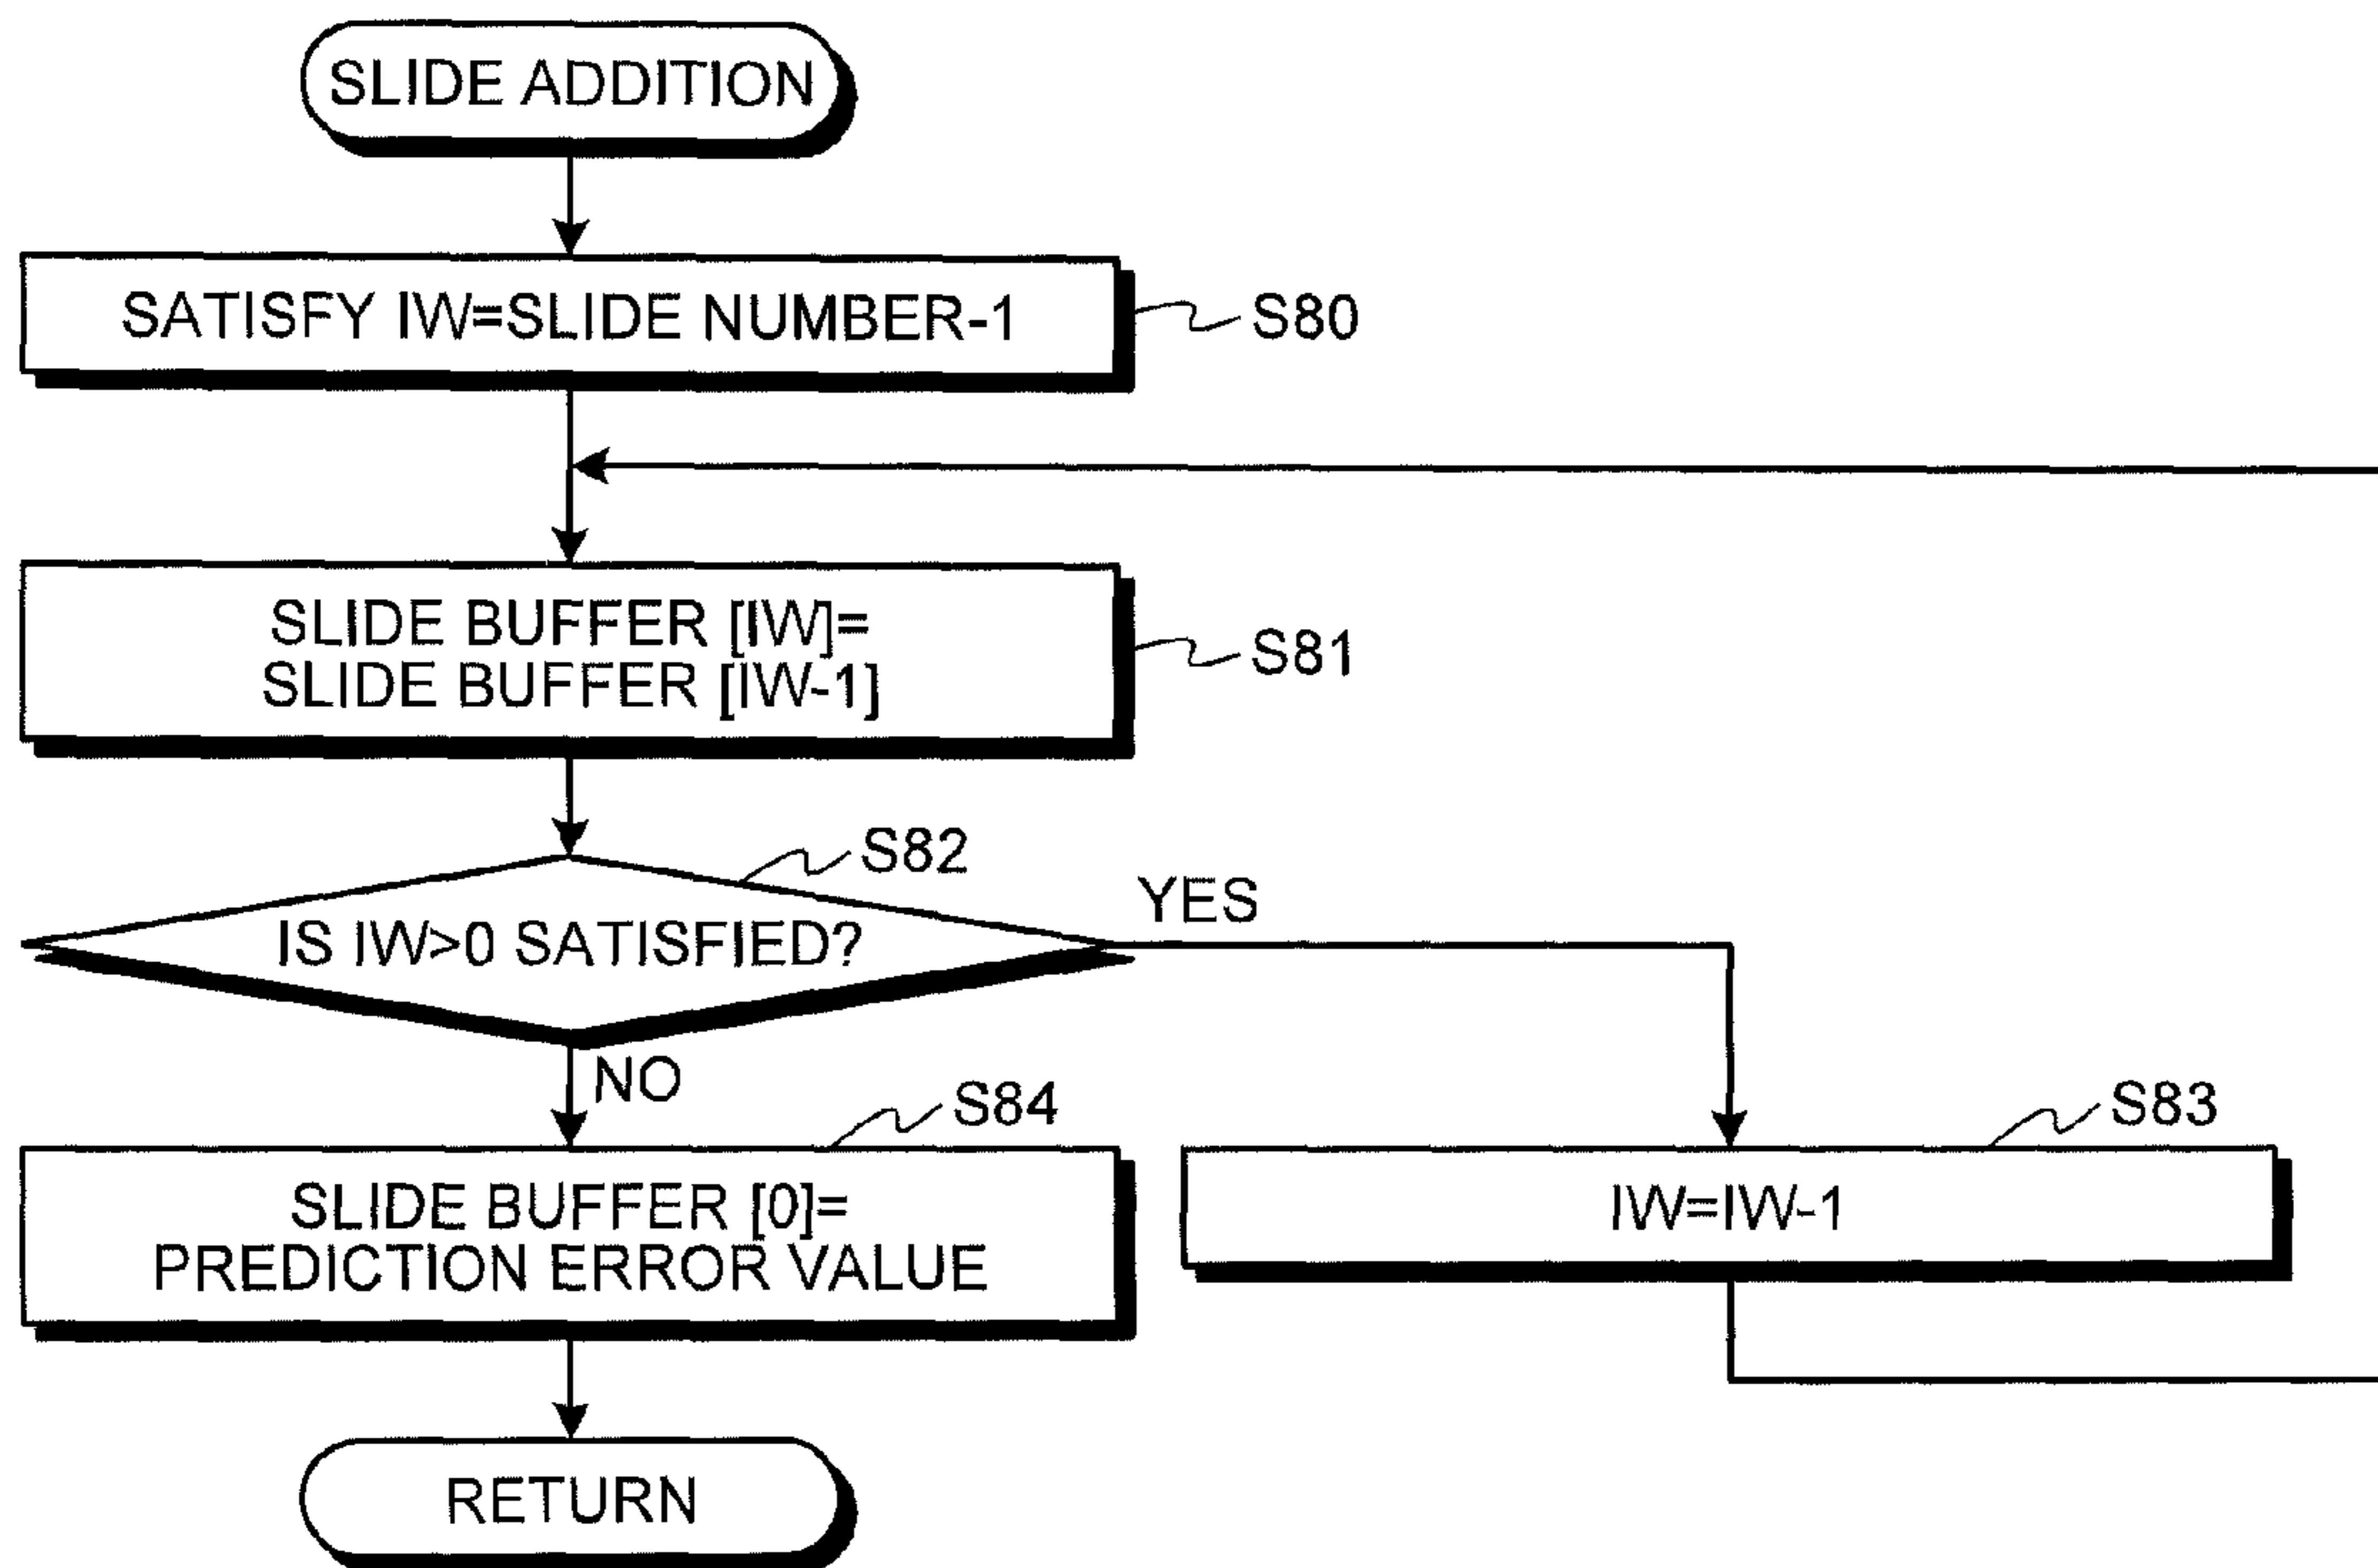 SLIDE ADDITION
SATISFY IW=SLIDE NUMBER-1
S80
SLIDE BUFFER [IW]=
SLIDE BUFFER [IW-1]
S81
S82
IS IW>0 SATISFIED?
YES
NO
S84
SLIDE BUFFER [0]=
PREDICTION ERROR VALUE
S83
IW=IW-1
RETURN